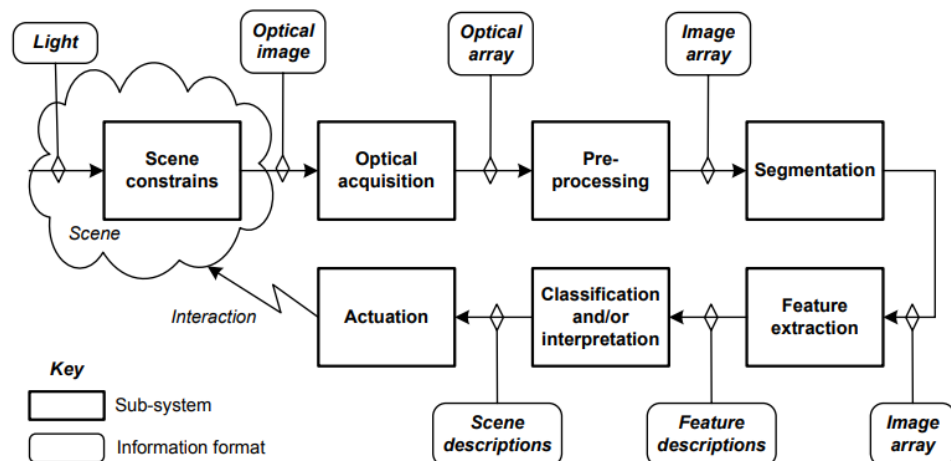 Light
Optical
image
Optical
array
Image
array
Scene
constrains
Optical
acquisition
Pre-
processing
Segmentation
Scene
Interaction
Actuation
Classification
and/or
interpretation
Feature
extraction
Key
Sub-system
Information format
Scene
descriptions
Feature
descriptions
Image
array